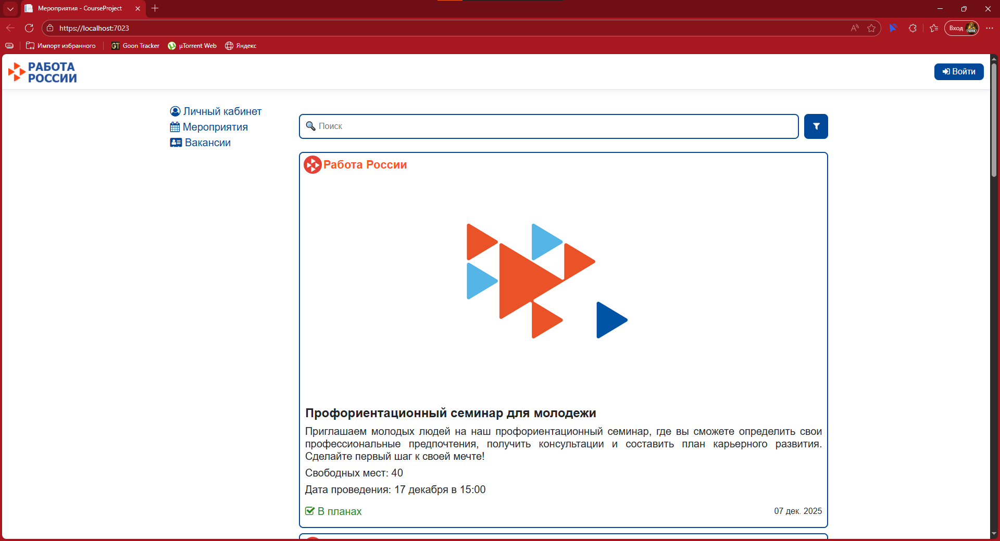 Мероприятия - CourseProject
https://localhost:7023
Вход
Импорт избранного
GT Goon Tracker
µTorrent Web
Яндекс
РАБОТА
РОССИИ
Войти
Личный кабинет
Мероприятия
Вакансии
Поиск
Работа России
Профориентационный семинар для молодежи
Приглашаем молодых людей на наш профориентационный семинар, где вы сможете определить свои
профессиональные предпочтения, получить консультации и составить план карьерного развития.
Сделайте первый шаг к своей мечте!
Свободных мест: 40
Дата проведения: 17 декабря в 15:00
В планах
07 дек. 2025